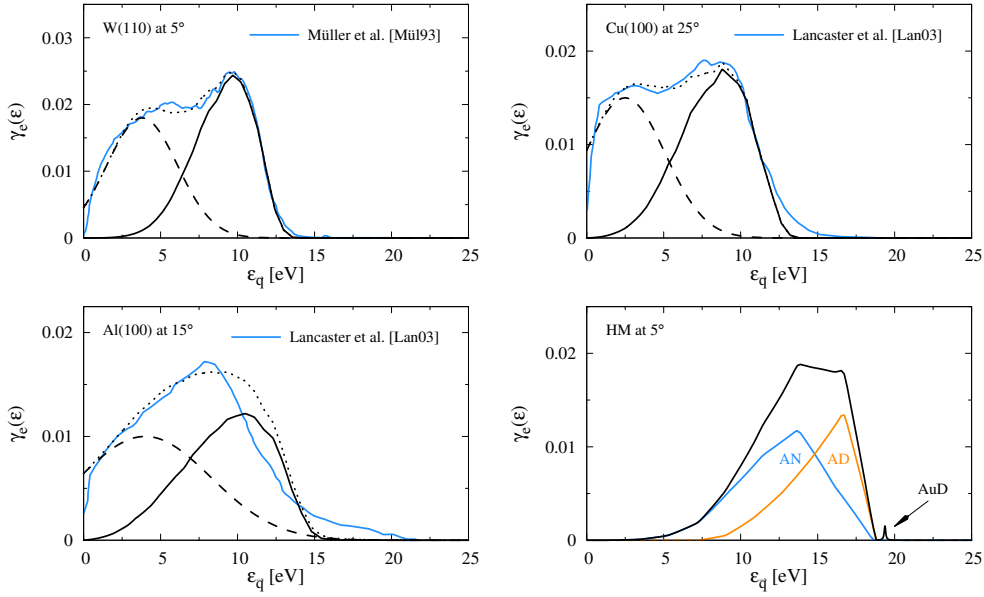 W(110) at 5°
Müller et al. [Mül93]
γe(ε)
0.03
0.02
0.01
0
0 5 10 15 20 25
εq⃗ [eV]
Cu(100) at 25°
Lancaster et al. [Lan03]
γe(ε)
0.02
0.01
0
0 5 10 15 20 25
εq⃗ [eV]
Al(100) at 15°
Lancaster et al. [Lan03]
γe(ε)
0.02
0.01
0
0 5 10 15 20 25
εq⃗ [eV]
HM at 5°
γe(ε)
0.02
0.01
0
AN
AD
AuD
0 5 10 15 20 25
εq⃗ [eV]